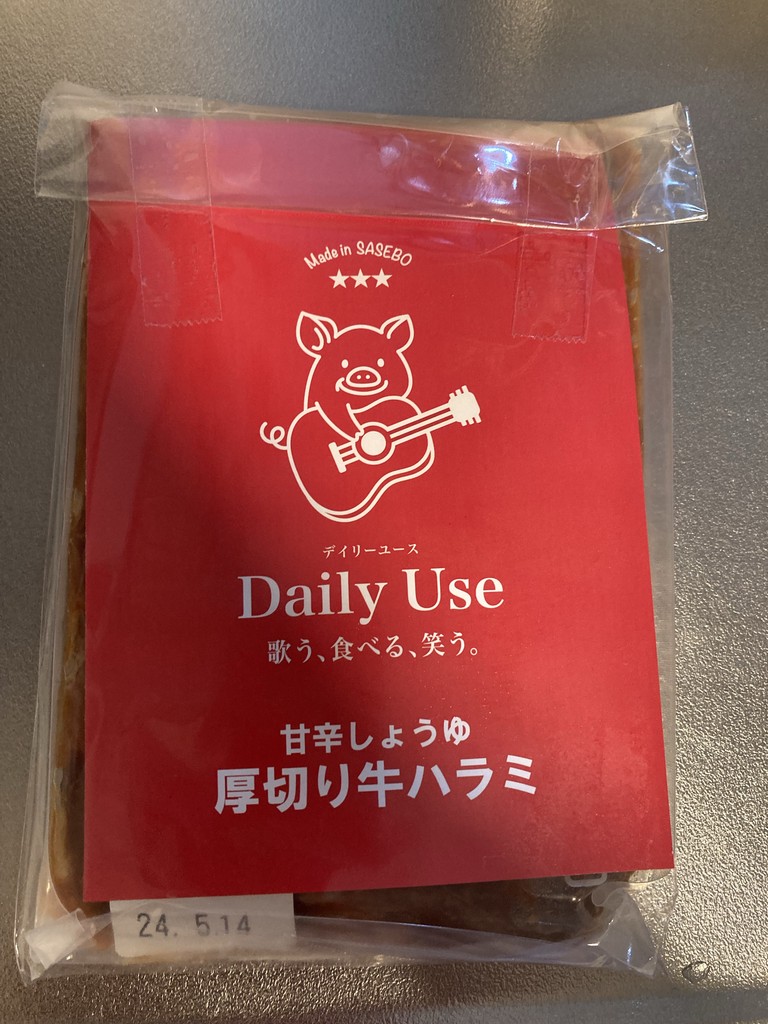 Made in SASEBO
★★★
デイリーユース
Daily Use
歌う、食べる、笑う。
甘辛しょうゆ
厚切り牛ハラミ
24. 5.14